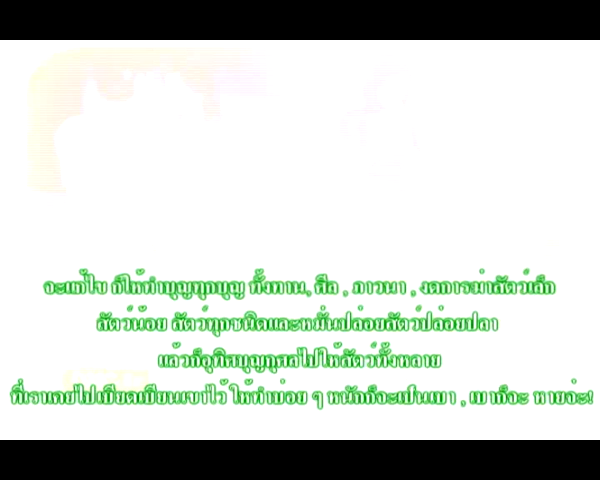 จะแก้ไข ก็ให้ทำบุญทุกบุญ ทั้งทาน, ศีล , ภาวนา , งดการฆ่าสัตว์เล็ก
สัตว์น้อย สัตว์ทุกชนิดและหมั่นปล่อยสัตว์ปล่อยปลา
แล้วก็อุทิศบุญกุศลไปให้สัตว์ทั้งหลาย
ที่เราเคยไปเบียดเบียนเขาไว้ ให้ทำบ่อย ๆ หนักก็จะเป็นเบา , เบาก็จะ หายจ่ะ!